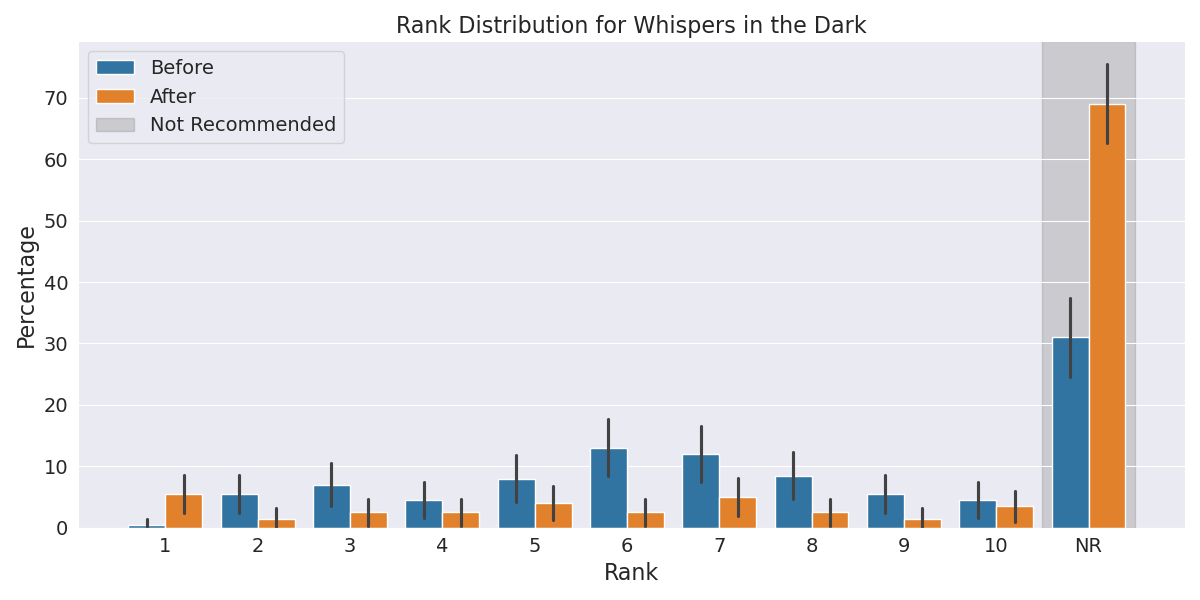 Rank Distribution for Whispers in the Dark
Before
After
Not Recommended
Percentage
70
60
50
40
30
20
10
0
1 2 3 4 5 6 7 8 9 10 NR
Rank